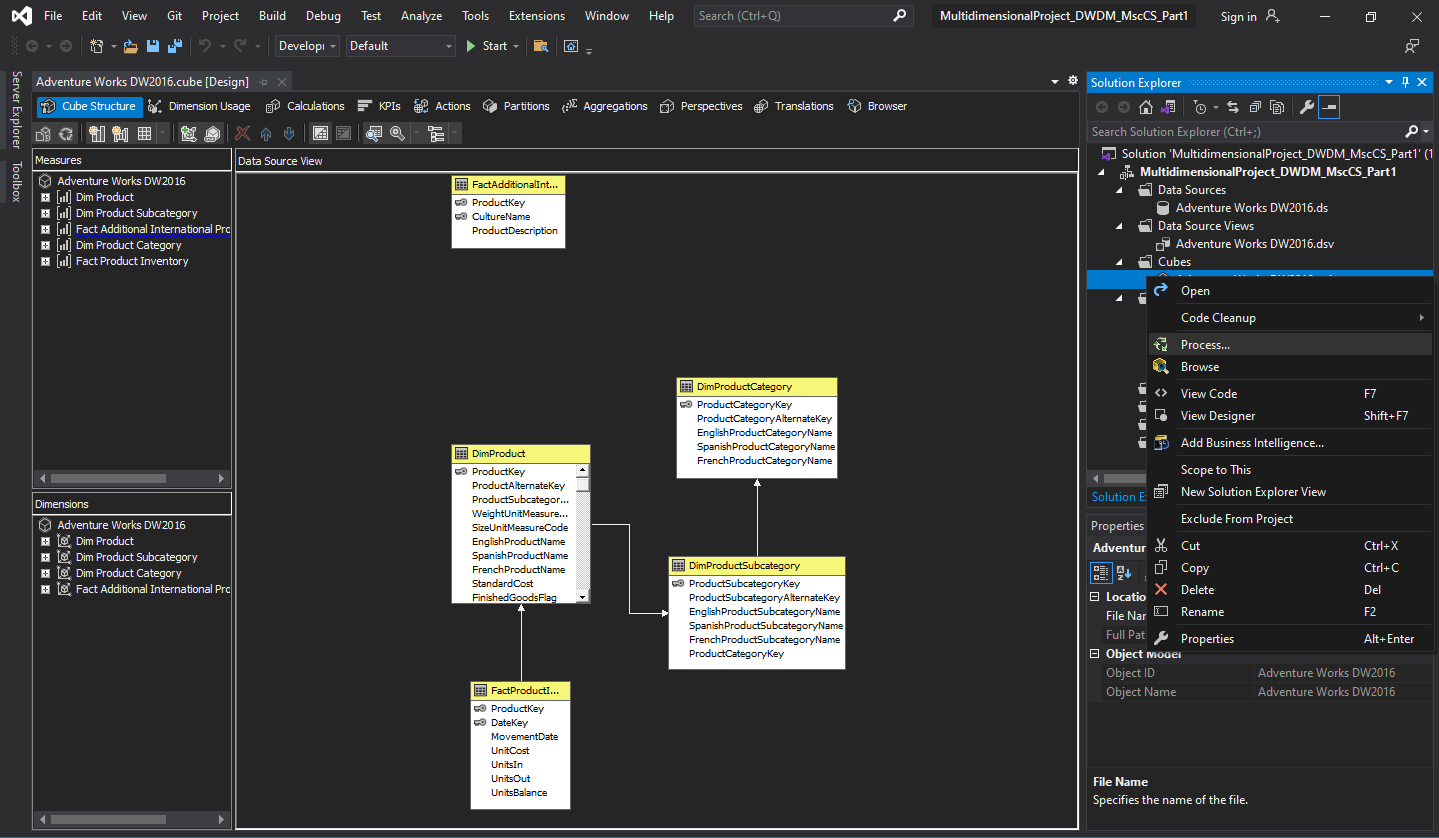 File Edit View Git Project Build Debug Test Analyze Tools Extensions Window Help Search (Ctrl+Q) MultidimensionalProject_DWDM_MscCS_Part1 Sign in
Develop Default Start
Server Explorer
Toolbox
Adventure Works DW2016.cube [Design]
Cube Structure Dimension Usage Calculations KPIs Actions Partitions Aggregations Perspectives Translations Browser
Measures
Adventure Works DW2016
Dim Product
Dim Product Subcategory
Fact Additional International Pro
Dim Product Category
Fact Product Inventory
Dimensions
Adventure Works DW2016
Dim Product
Dim Product Subcategory
Dim Product Category
Fact Additional International Pro
Data Source View
FactAdditionalInt...
ProductKey
CultureName
ProductDescription
DimProductCategory
ProductCategoryKey
ProductCategoryAlternateKey
EnglishProductCategoryName
SpanishProductCategoryName
FrenchProductCategoryName
DimProduct
ProductKey
ProductAlternateKey
ProductSubcategor...
WeightUnitMeasure...
SizeUnitMeasureCode
EnglishProductName
SpanishProductName
FrenchProductName
StandardCost
FinishedGoodsFlag
DimProductSubcategory
ProductSubcategoryKey
ProductSubcategoryAlternateKey
EnglishProductSubcategoryName
SpanishProductSubcategoryName
FrenchProductSubcategoryName
ProductCategoryKey
FactProductI...
ProductKey
DateKey
MovementDate
UnitCost
UnitsIn
UnitsOut
UnitsBalance
Solution Explorer
Search Solution Explorer (Ctrl+;)
Solution 'MultidimensionalProject_DWDM_MscCS_Part1' (1
MultidimensionalProject_DWDM_MscCS_Part1
Data Sources
Adventure Works DW2016.ds
Data Source Views
Adventure Works DW2016.dsv
Cubes
Open
Code Cleanup
Process...
Browse
View Code F7
View Designer Shift+F7
Add Business Intelligence...
Scope to This
New Solution Explorer View
Exclude From Project
Cut Ctrl+X
Copy Ctrl+C
Delete Del
Rename F2
Properties Alt+Enter
Solution E
Properties
Adventur
Locatio
File Nar
Full Pat
Object Model
Object ID Adventure Works DW2016
Object Name Adventure Works DW2016
File Name
Specifies the name of the file.